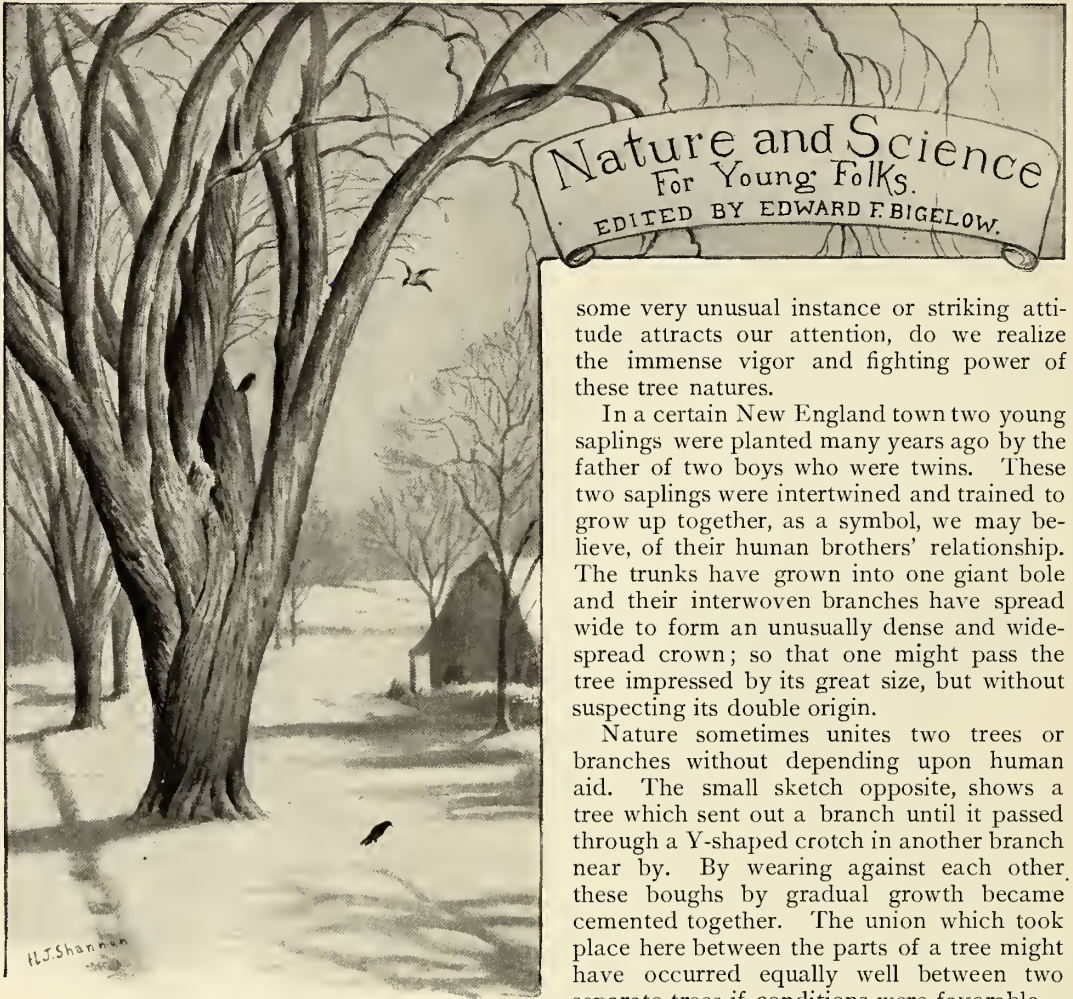 Nature and Science
For Young Folks.
EDITED BY EDWARD F. BIGELOW.
some very unusual instance or striking atti-
tude attracts our attention, do we realize
the immense vigor and fighting power of
these tree natures.
In a certain New England town two young
saplings were planted many years ago by the
father of two boys who were twins. These
two saplings were intertwined and trained to
grow up together, as a symbol, we may be-
lieve, of their human brothers' relationship.
The trunks have grown into one giant bole
and their interwoven branches have spread
wide to form an unusually dense and wide-
spread crown; so that one might pass the
tree impressed by its great size, but without
suspecting its double origin.
Nature sometimes unites two trees or
branches without depending upon human
aid. The small sketch opposite, shows a
tree which sent out a branch until it passed
through a Y-shaped crotch in another branch
near by. By wearing against each other
these boughs by gradual growth became
cemented together. The union which took
place here between the parts of a tree might
have occurred equally well between two
separate trees if conditions were favorable
H.J. Shannon